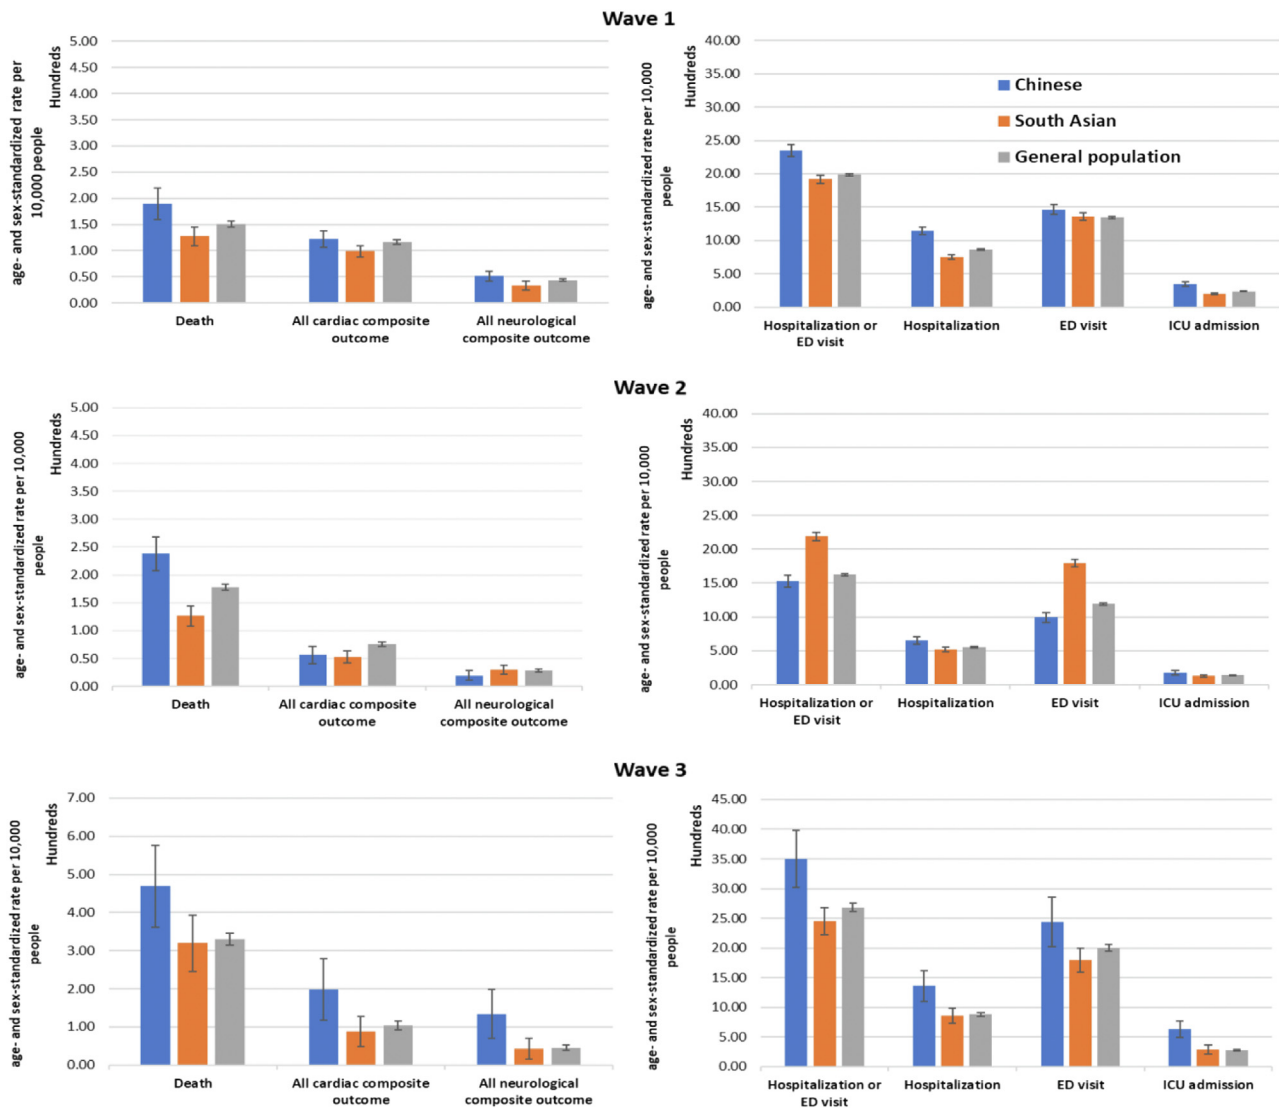 Wave 1
age- and sex-standardized rate per
10,000 people
Hundreds
5.00
4.50
4.00
3.50
3.00
2.50
2.00
1.50
1.00
0.50
0.00
Death
All cardiac composite
outcome
All neurological
composite outcome
age- and sex-standardized rate per 10,000
people
Hundreds
40.00
35.00
30.00
25.00
20.00
15.00
10.00
5.00
0.00
Chinese
South Asian
General population
Hospitalization or
ED visit
Hospitalization
ED visit
ICU admission
Wave 2
age- and sex-standardized rate per 10,000
people
Hundreds
5.00
4.50
4.00
3.50
3.00
2.50
2.00
1.50
1.00
0.50
0.00
Death
All cardiac composite
outcome
All neurological
composite outcome
age- and sex-standardized rate per 10,000
people
Hundreds
40.00
35.00
30.00
25.00
20.00
15.00
10.00
5.00
0.00
Hospitalization or
ED visit
Hospitalization
ED visit
ICU admission
Wave 3
age- and sex-standardized rate per 10,000
people
Hundreds
7.00
6.00
5.00
4.00
3.00
2.00
1.00
0.00
Death
All cardiac composite
outcome
All neurological
composite outcome
age- and sex-standardized rate per 10,000
people
Hundreds
45.00
40.00
35.00
30.00
25.00
20.00
15.00
10.00
5.00
0.00
Hospitalization or
ED visit
Hospitalization
ED visit
ICU admission